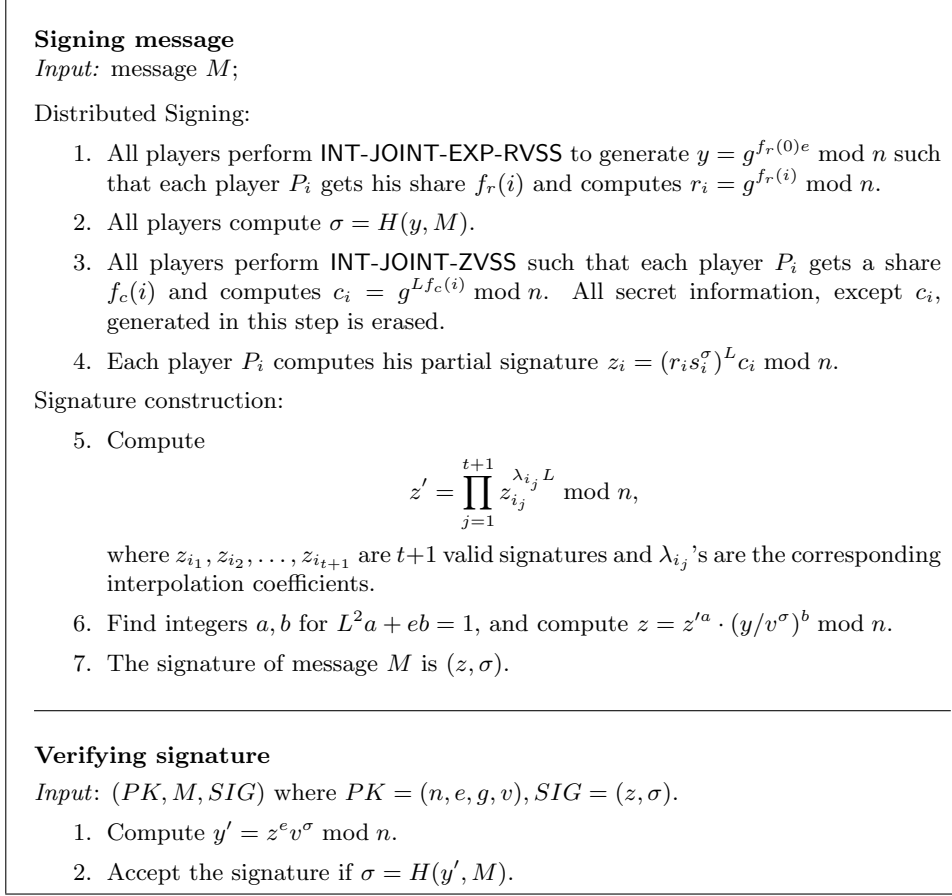 Signing message
Input: message M;
Distributed Signing:
1. All players perform INT-JOINT-EXP-RVSS to generate y = g^{f_r(0)e} mod n such
that each player P_i gets his share f_r(i) and computes r_i = g^{f_r(i)} mod n.
2. All players compute σ = H(y, M).
3. All players perform INT-JOINT-ZVSS such that each player P_i gets a share
f_c(i) and computes c_i = g^{Lf_c(i)} mod n. All secret information, except c_i,
generated in this step is erased.
4. Each player P_i computes his partial signature z_i = (r_i s_i^σ)^L c_i mod n.
Signature construction:
5. Compute
z' = ∏_{j=1}^{t+1} z_{i_j}^{λ_{i_j} L} mod n,
where z_{i_1}, z_{i_2}, . . . , z_{i_{t+1}} are t+1 valid signatures and λ_{i_j}'s are the corresponding
interpolation coefficients.
6. Find integers a, b for L^2a + eb = 1, and compute z = z'^a · (y/v^σ)^b mod n.
7. The signature of message M is (z, σ).
Verifying signature
Input: (PK, M, SIG) where PK = (n, e, g, v), SIG = (z, σ).
1. Compute y' = z^e v^σ mod n.
2. Accept the signature if σ = H(y', M).